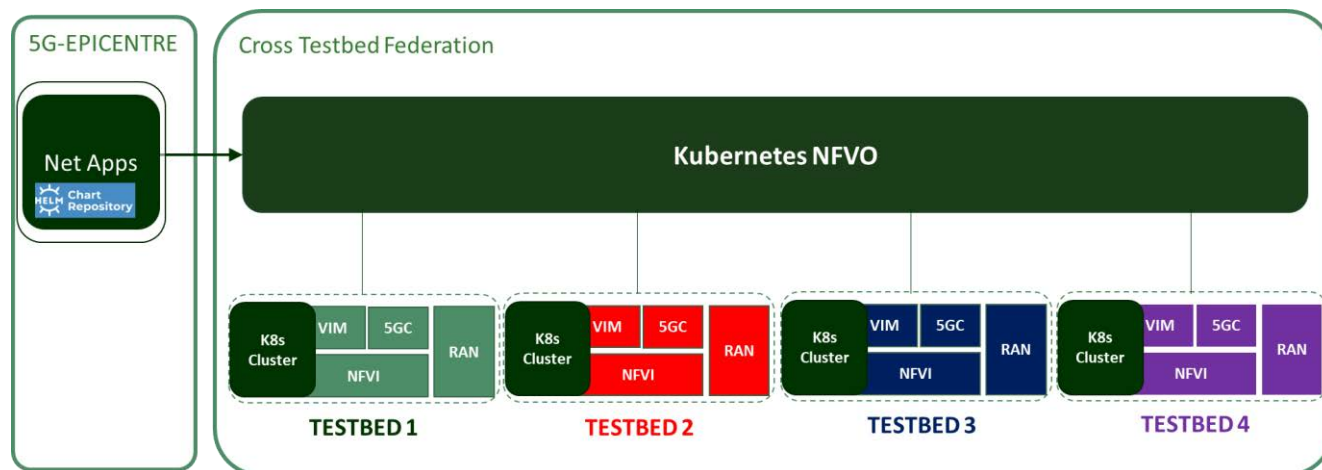 5G-EPICENTRE
Cross Testbed Federation
Net Apps
HELM
Chart
Repository
Kubernetes NFVO
K8s
Cluster
VIM
5GC
NFVI
RAN
TESTBED 1
K8s
Cluster
VIM
5GC
NFVI
RAN
TESTBED 2
K8s
Cluster
VIM
5GC
NFVI
RAN
TESTBED 3
K8s
Cluster
VIM
5GC
NFVI
RAN
TESTBED 4